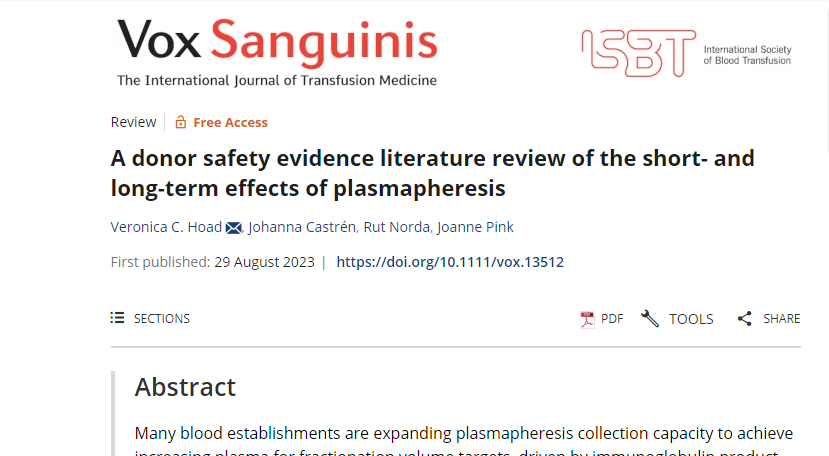 Vox Sanguinis
The International Journal of Transfusion Medicine
ISBT
International Society
of Blood Transfusion
Review
Free Access
A donor safety evidence literature review of the short- and
long-term effects of plasmapheresis
Veronica C. Hoad, Johanna Castrén, Rut Norda, Joanne Pink
First published: 29 August 2023 | https://doi.org/10.1111/vox.13512
SECTIONS
PDF
TOOLS
SHARE
Abstract
Many blood establishments are expanding plasmapheresis collection capacity to achieve
increasing plasma for fractionation volume targets, driven by immunoglobulin product